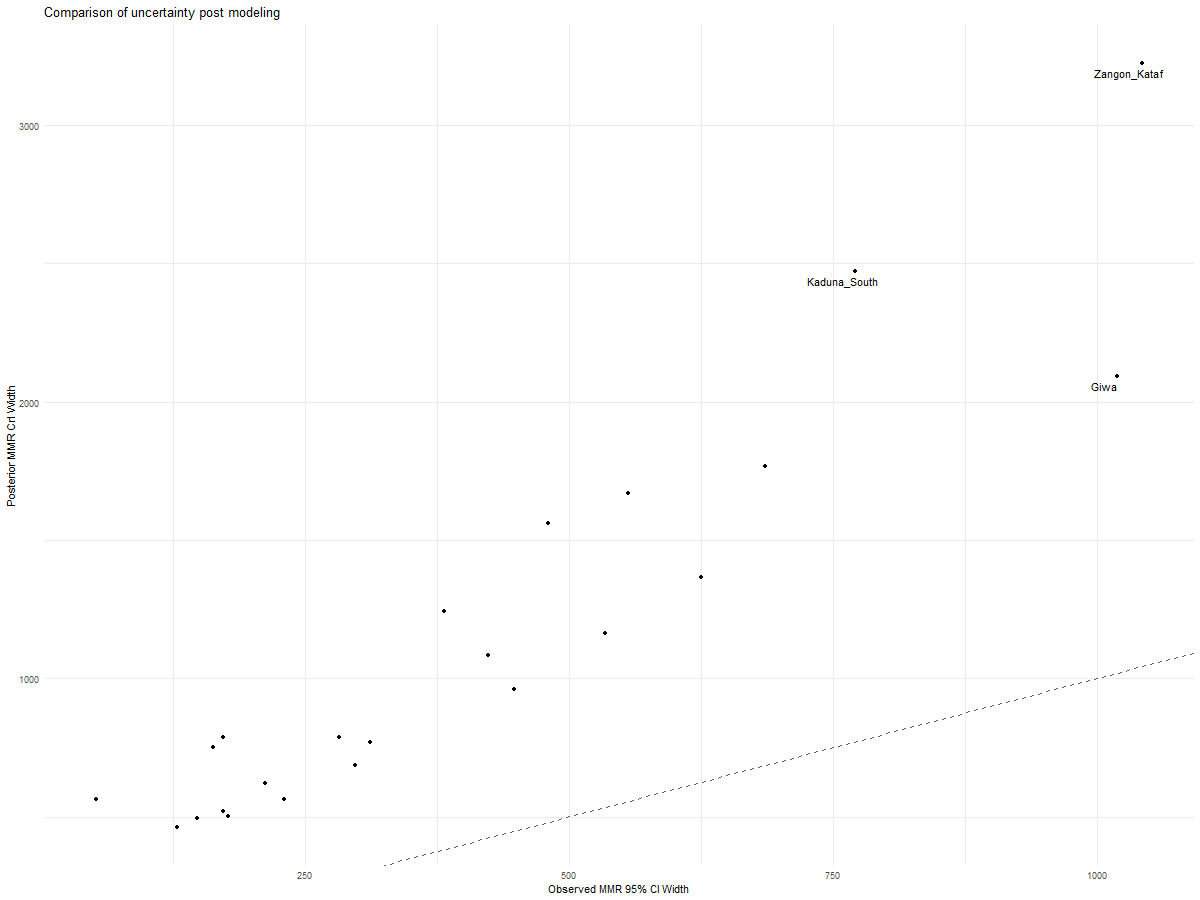 Comparison of uncertainty post modeling
Zangon_Kataf
3000
Kaduna_South
Giwa
2000
Posterior MMR CrI Width
1000
250
500
750
1000
Observed MMR 95% CI Width